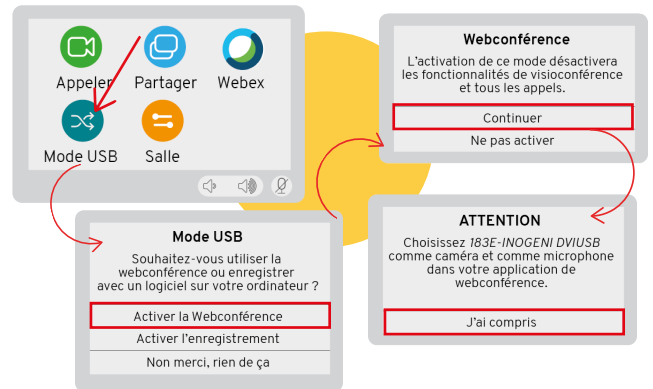 Appeler
Partager
Webex
Mode USB
Salle
Mode USB
Souhaitez-vous utiliser la
webconférence ou enregistrer
avec un logiciel sur votre ordinateur ?
Activer la Webconférence
Activer l'enregistrement
Non merci, rien de ça
Webconférence
L'activation de ce mode désactivera
les fonctionnalités de visioconférence
et tous les appels.
Continuer
Ne pas activer
ATTENTION
Choisissez 183E-INOGENI DVIUSB
comme caméra et comme microphone
dans votre application de
webconférence.
J'ai compris